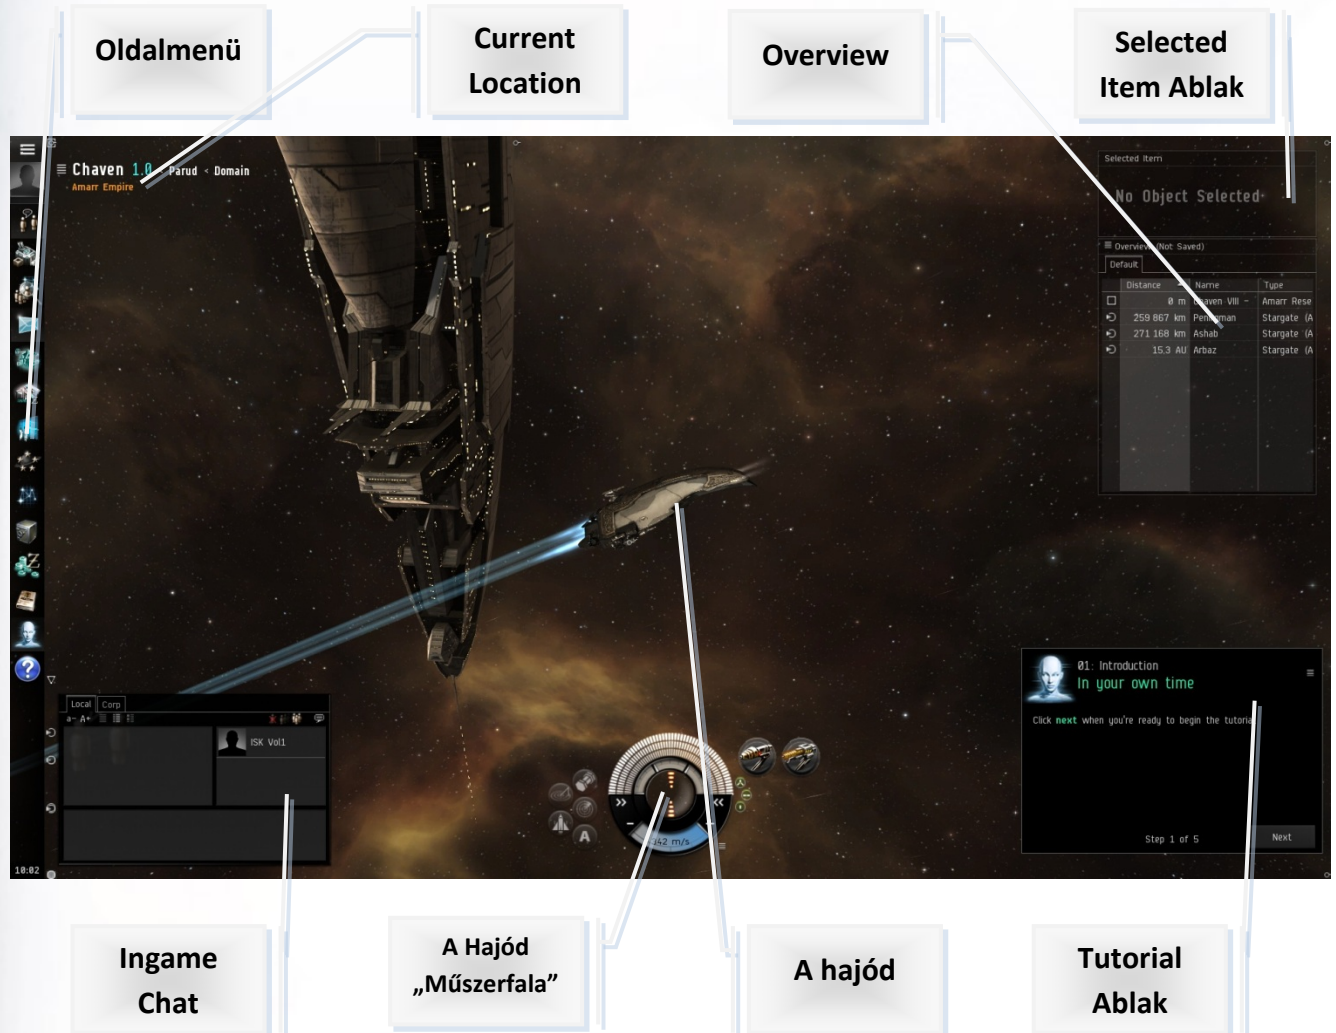 Oldalmenü
Current
Location
Overview
Selected
Item Ablak
Chaven 1.0 < Parud < Domain
Amarr Empire
Selected Item
No Object Selected
Overview (Not Saved)
Default
Distance Name Type
0 m Chaven VIII - Amarr Rese
259 867 km Penirgman Stargate (A
271 168 km Ashab Stargate (A
15,3 AU Arbaz Stargate (A
?
Local Corp
a- A+
ISK Vol1
A
142 m/s
01: Introduction
In your own time
Click next when you're ready to begin the tutorial
Step 1 of 5
Next
10:02
Ingame
Chat
A Hajód
„Műszerfala”
A hajód
Tutorial
Ablak